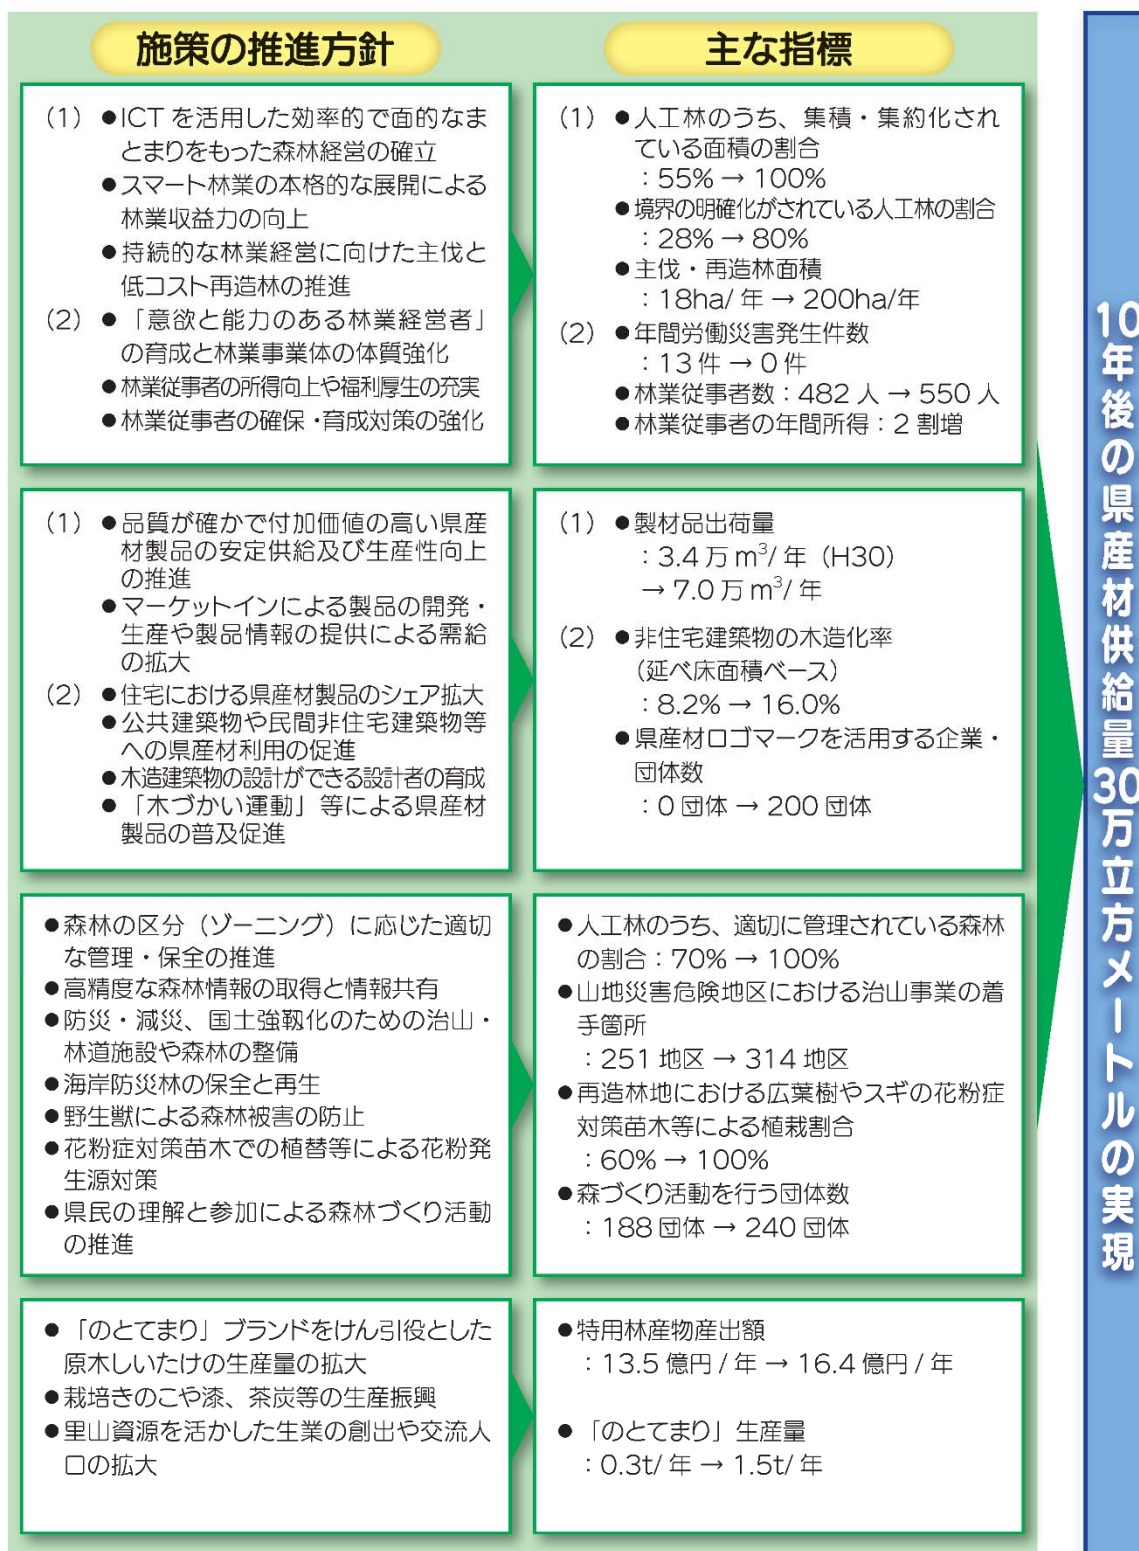 施策の推進方針
(1) ●ICT を活用した効率的で面的なま
とまりをもった森林経営の確立
●スマート林業の本格的な展開による
林業収益力の向上
●持続的な林業経営に向けた主伐と
低コスト再造林の推進
(2) ●「意欲と能力のある林業経営者」
の育成と林業事業体の体質強化
●林業従事者の所得向上や福利厚生の充実
●林業従事者の確保・育成対策の強化
主な指標
(1) ●人工林のうち、集積・集約化され
ている面積の割合
：55% → 100%
●境界の明確化がされている人工林の割合
：28% → 80%
●主伐・再造林面積
：18ha/ 年 → 200ha/年
(2) ●年間労働災害発生件数
：13 件 → 0 件
●林業従事者数：482 人 → 550 人
●林業従事者の年間所得：2 割増
(1) ●品質が確かで付加価値の高い県産
材製品の安定供給及び生産性向上
の推進
●マーケットインによる製品の開発・
生産や製品情報の提供による需給
の拡大
(2) ●住宅における県産材製品のシェア拡大
●公共建築物や民間非住宅建築物等
への県産材利用の促進
●木造建築物の設計ができる設計者の育成
●「木づかい運動」等による県産材
製品の普及促進
(1) ●製材品出荷量
：3.4 万 m³/ 年（H30）
→ 7.0 万 m³/ 年
(2) ●非住宅建築物の木造化率
（延べ床面積ベース）
：8.2% → 16.0%
●県産材ロゴマークを活用する企業・
団体数
：0 団体 → 200 団体
●森林の区分（ゾーニング）に応じた適切
な管理・保全の推進
●高精度な森林情報の取得と情報共有
●防災・減災、国土強靱化のための治山・
林道施設や森林の整備
●海岸防災林の保全と再生
●野生獣による森林被害の防止
●花粉症対策苗木での植替等による花粉発
生源対策
●県民の理解と参加による森林づくり活動
の推進
●人工林のうち、適切に管理されている森林
の割合：70% → 100%
●山地災害危険地区における治山事業の着
手箇所
：251 地区 → 314 地区
●再造林地における広葉樹やスギの花粉症
対策苗木等による植栽割合
：60% → 100%
●森づくり活動を行う団体数
：188 団体 → 240 団体
●「のとてまり」ブランドをけん引役とした
原木しいたけの生産量の拡大
●栽培きのこや漆、茶炭等の生産振興
●里山資源を活かした生業の創出や交流人
口の拡大
●特用林産物産出額
：13.5 億円 / 年 → 16.4 億円 / 年
●「のとてまり」生産量
：0.3t/ 年 → 1.5t/ 年
10年後の県産材供給量30万立方メートルの実現